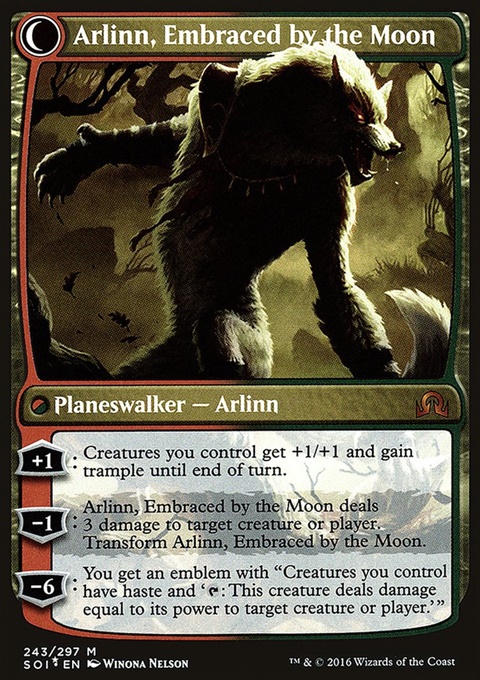 Arlinn, Embraced by the Moon
Planeswalker — Arlinn
+1: Creatures you control get +1/+1 and gain
trample until end of turn.
-1: Arlinn, Embraced by the Moon deals
3 damage to target creature or player.
Transform Arlinn, Embraced by the Moon.
-6: You get an emblem with “Creatures you control
have haste and ‘: This creature deals damage
equal to its power to target creature or player.’”
243/297 M
SOI EN Winona Nelson
™ & © 2016 Wizards of the Coast